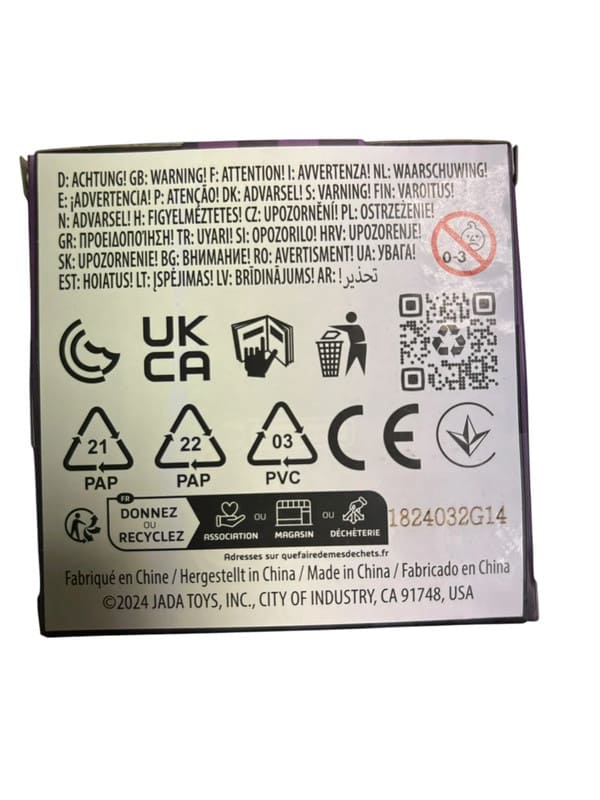 D: ACHTUNG! GB: WARNING! F: ATTENTION! I: AVVERTENZA! NL: WAARSCHUWING!
E: ¡ADVERTENCIA! P: ATENÇÃO! DK: ADVARSEL! S: VARNING! FIN: VAROITUS!
N: ADVARSEL! H: FIGYELMÉZTETES! CZ: UPOZORNĚNÍ! PL: OSTRZEŻENIE!
GR: ΠΡΟΕΙΔΟΠΟΊΗΣΗ! TR: UYARI! SI: OPOZORILO! HRV: UPOZORENJE!
SK: UPOZORNENIE! BG: ВНИМАНИЕ! RO: AVERTISMENT! UA: УВАГА!
EST: HOIATUS! LT: ĮSPĖJIMAS! LV: BRĪDINĀJUMS! AR: تحذير!
0-3
UK
CA
21
PAP
22
PAP
03
PVC
CE
FR
DONNEZ
OU
RECYCLEZ
ASSOCIATION
OU
MAGASIN
OU
DÉCHÈTERIE
1824032G14
Adresses sur quefairedemesdechets.fr
Fabriqué en Chine / Hergestellt in China / Made in China / Fabricado en China
©2024 JADA TOYS, INC., CITY OF INDUSTRY, CA 91748, USA